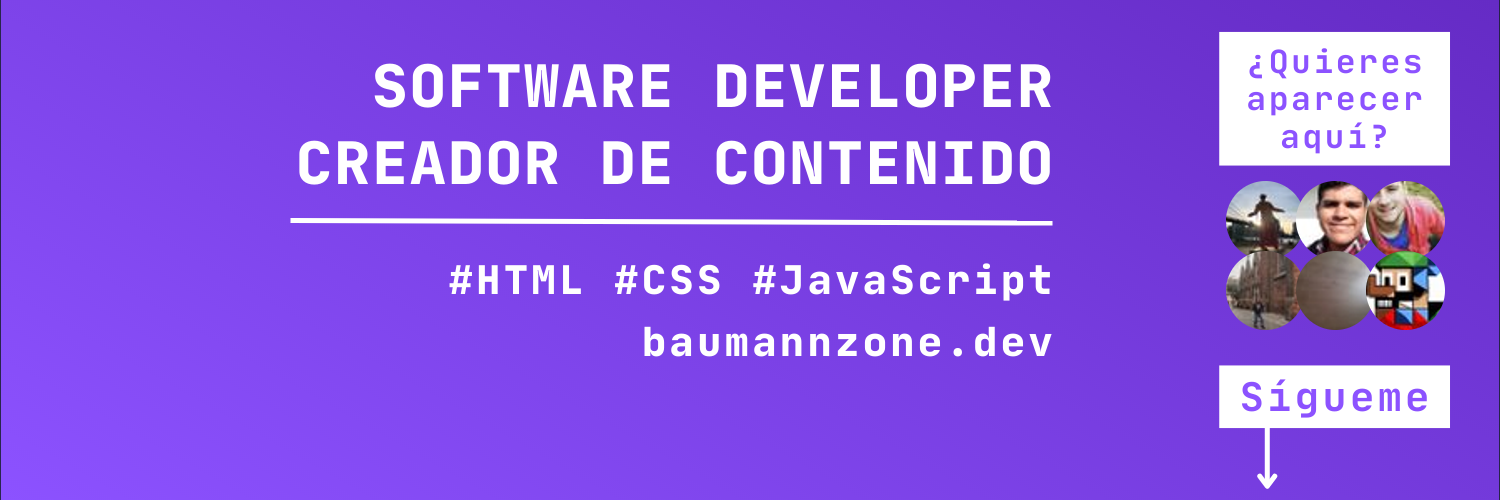 SOFTWARE DEVELOPER
CREADOR DE CONTENIDO
#HTML #CSS #JavaScript
baumannzone.dev
¿Quieres
aparecer
aquí?
Sígueme